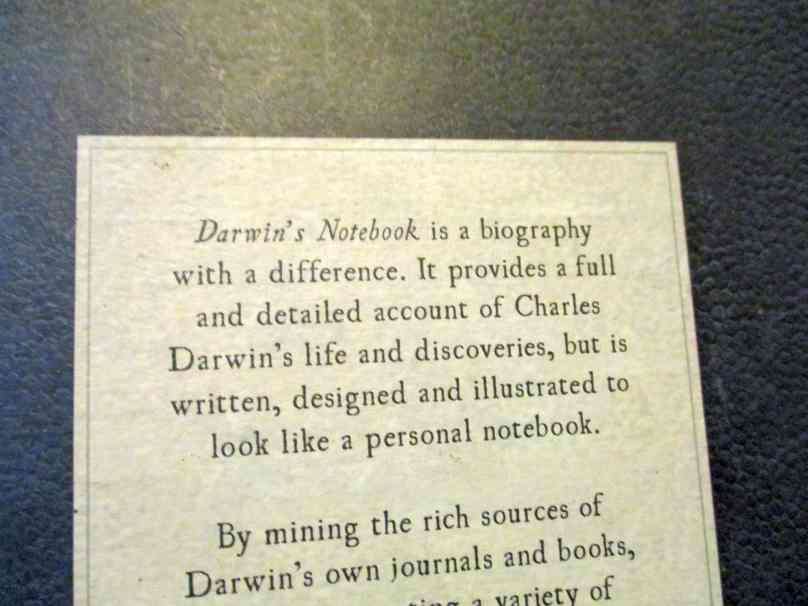 Darwin's Notebook is a biography
with a difference. It provides a full
and detailed account of Charles
Darwin's life and discoveries, but is
written, designed and illustrated to
look like a personal notebook.
By mining the rich sources of
Darwin's own journals and books,
a variety of